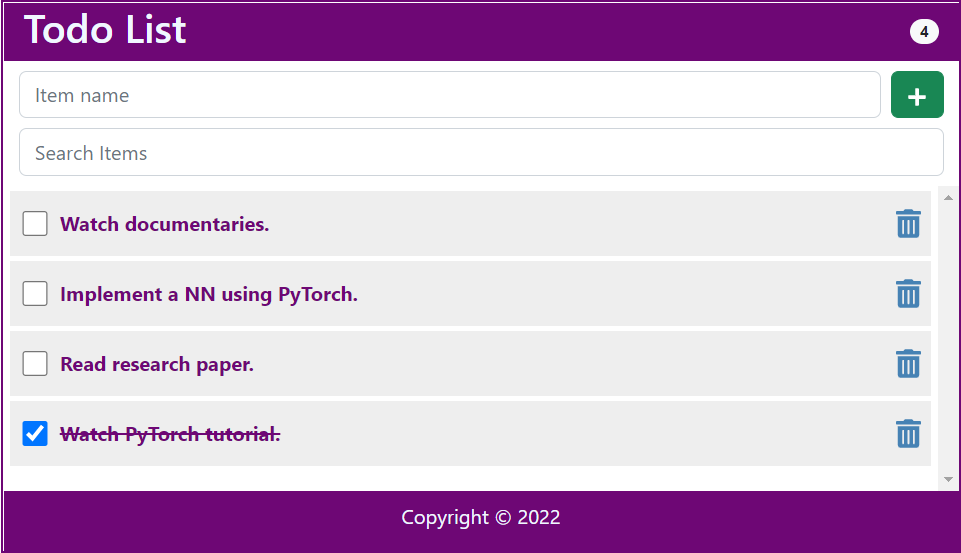 Todo List
4
Item name
+
Search Items
Watch documentaries.
Implement a NN using PyTorch.
Read research paper.
Watch PyTorch tutorial.
Copyright © 2022